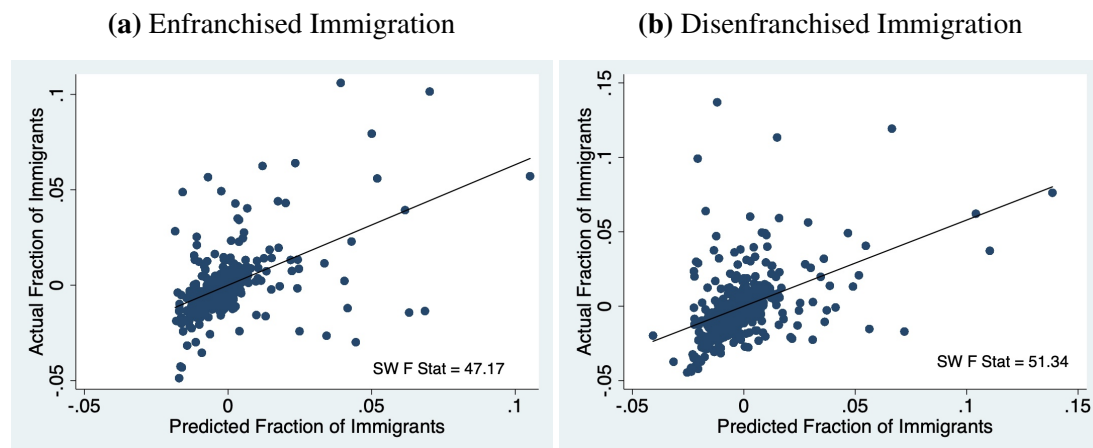 (a) Enfranchised Immigration
Actual Fraction of Immigrants
.1
.05
0
-.05
SW F Stat = 47.17
-.05 0 .05 .1
Predicted Fraction of Immigrants
(b) Disenfranchised Immigration
Actual Fraction of Immigrants
.15
.10
.05
0
.05
SW F Stat = 51.34
-.05 0 .05 .1 .15
Predicted Fraction of Immigrants